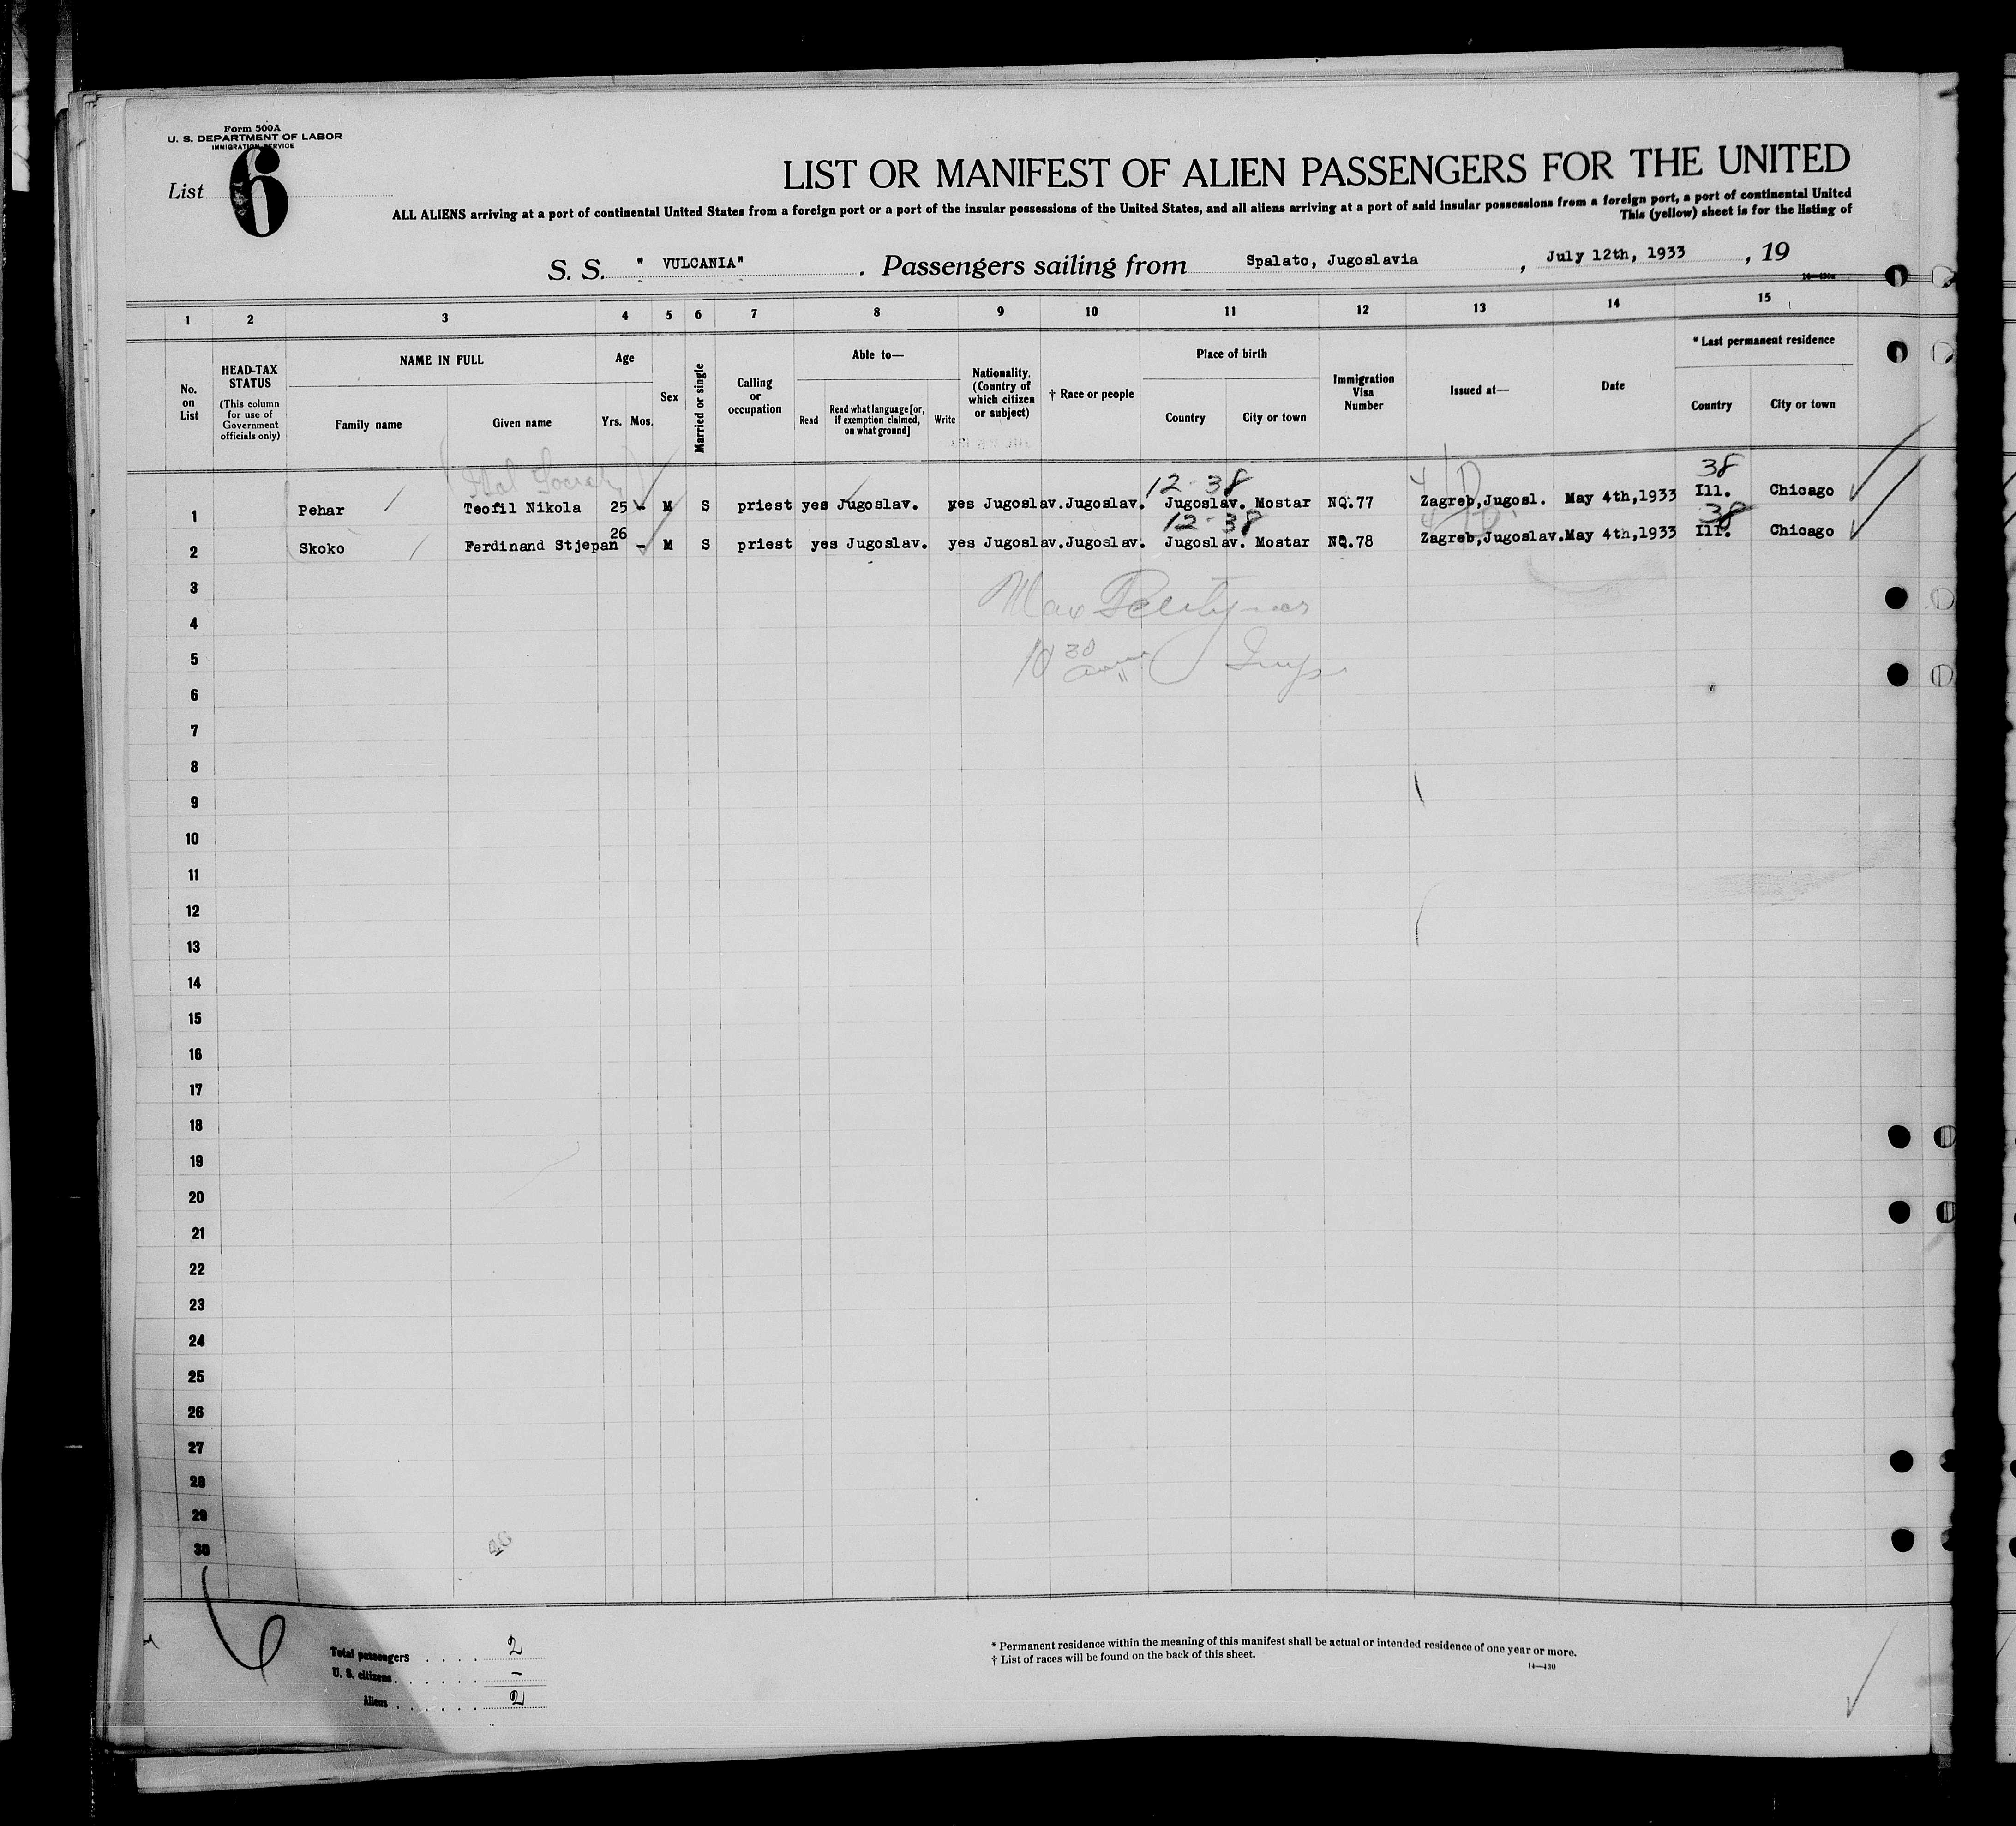 Form 500A
U. S. DEPARTMENT OF LABOR
IMMIGRATION SERVICE
List 6
LIST OR MANIFEST OF ALIEN PASSENGERS FOR THE UNITED
ALL ALIENS arriving at a port of continental United States from a foreign port or a port of the insular possessions of the United States, and all aliens arriving at a port of said insular possessions from a foreign port, a port of continental United
This (yellow) sheet is for the listing of
S. S. " VULCANIA" . Passengers sailing from Spalato, Jugoslavia , July 12th, 1933 , 19
1 2 3 4 5 6 7 8 9 10 11 12 13 14 15
No. on List
HEAD-TAX STATUS (This column for use of Government officials only)
NAME IN FULL
Family name
Given name
Age
Yrs. Mos.
Sex
Married or single
Calling or occupation
Able to—
Read
Read what language [or, if exemption claimed, on what ground]
Write
Nationality. (Country of which citizen or subject)
† Race or people
Place of birth
Country
City or town
Immigration Visa Number
Issued at—
Date
* Last permanent residence
Country
City or town
12-38 38
1 Pehar Teofil Nikola 25 - M S priest yes Jugoslav. yes Jugoslav. Jugoslav. Jugoslav. Mostar NQ.77 Zagreb,Jugosl. May 4th,1933 Ill. Chicago
12-38 38
2 Skoko Ferdinand Stjepan 26 - M S priest yes Jugoslav. yes Jugoslav. Jugoslav. Jugoslav. Mostar NQ.78 Zagreb,Jugoslav. May 4th,1933 Ill. Chicago
3
Max
4
5
10 30
6
7
8
9
10
11
12
13
14
15
16
17
18
19
20
21
22
23
24
25
26
27
28
29
30
6
Total passengers . . . . 2
U. S. citizens . . . . . . –
Aliens . . . . . . 2
* Permanent residence within the meaning of this manifest shall be actual or intended residence of one year or more.
† List of races will be found on the back of this sheet.
14—430